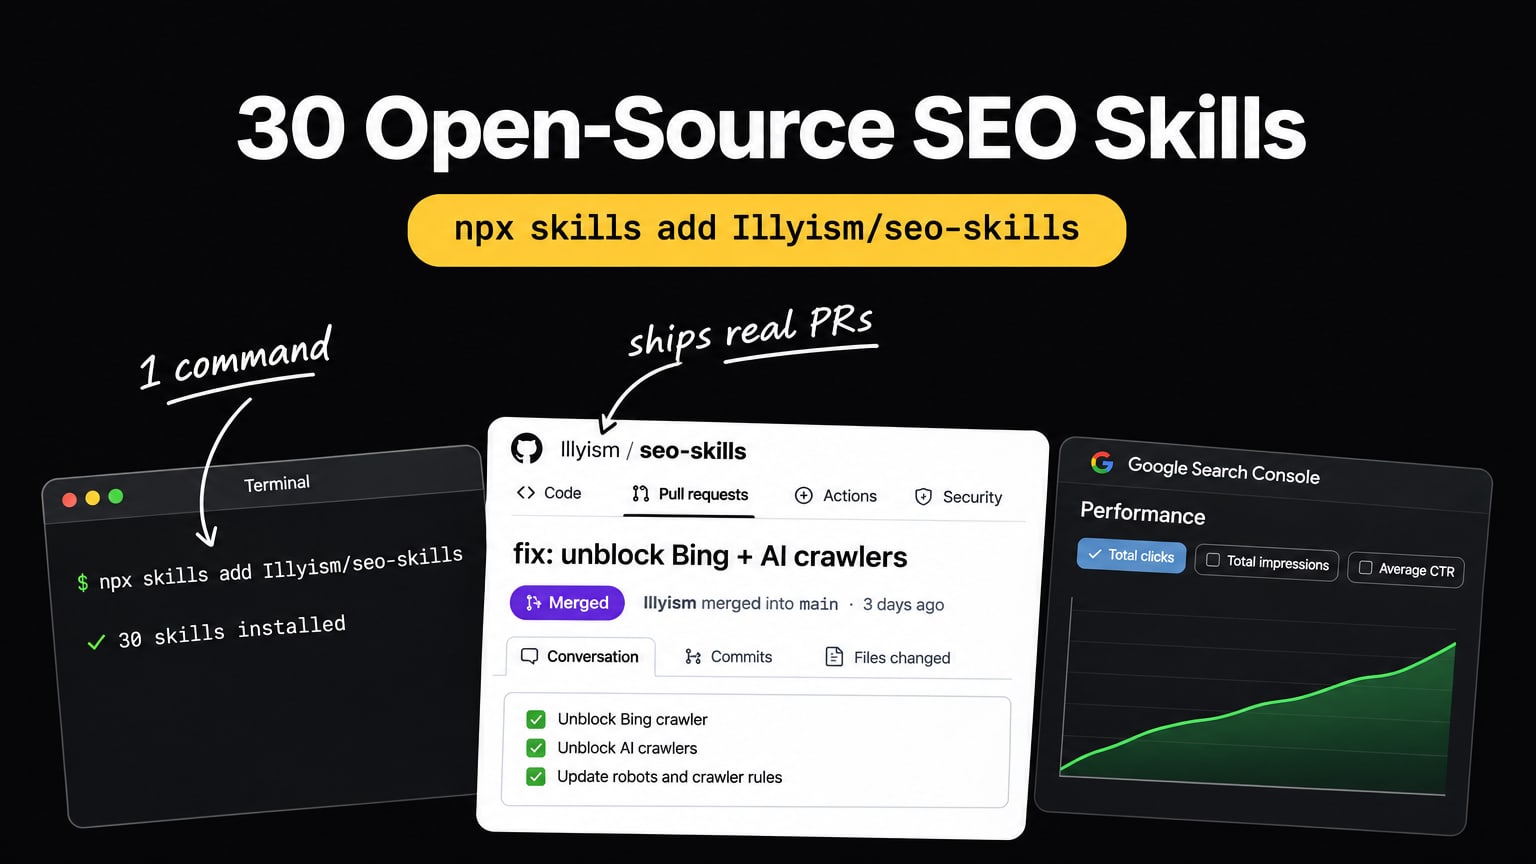 30 Open-Source SEO Skills
npx skills add Illyism/seo-skills
1 command
ships real PRs
Terminal
$ npx skills add Illyism/seo-skills
✓ 30 skills installed
Illyism / seo-skills
Code
Pull requests
Actions
Security
fix: unblock Bing + AI crawlers
Merged
Illyism merged into main · 3 days ago
Conversation
Commits
Files changed
Unblock Bing crawler
Unblock AI crawlers
Update robots and crawler rules
Google Search Console
Performance
Total clicks
Total impressions
Average CTR